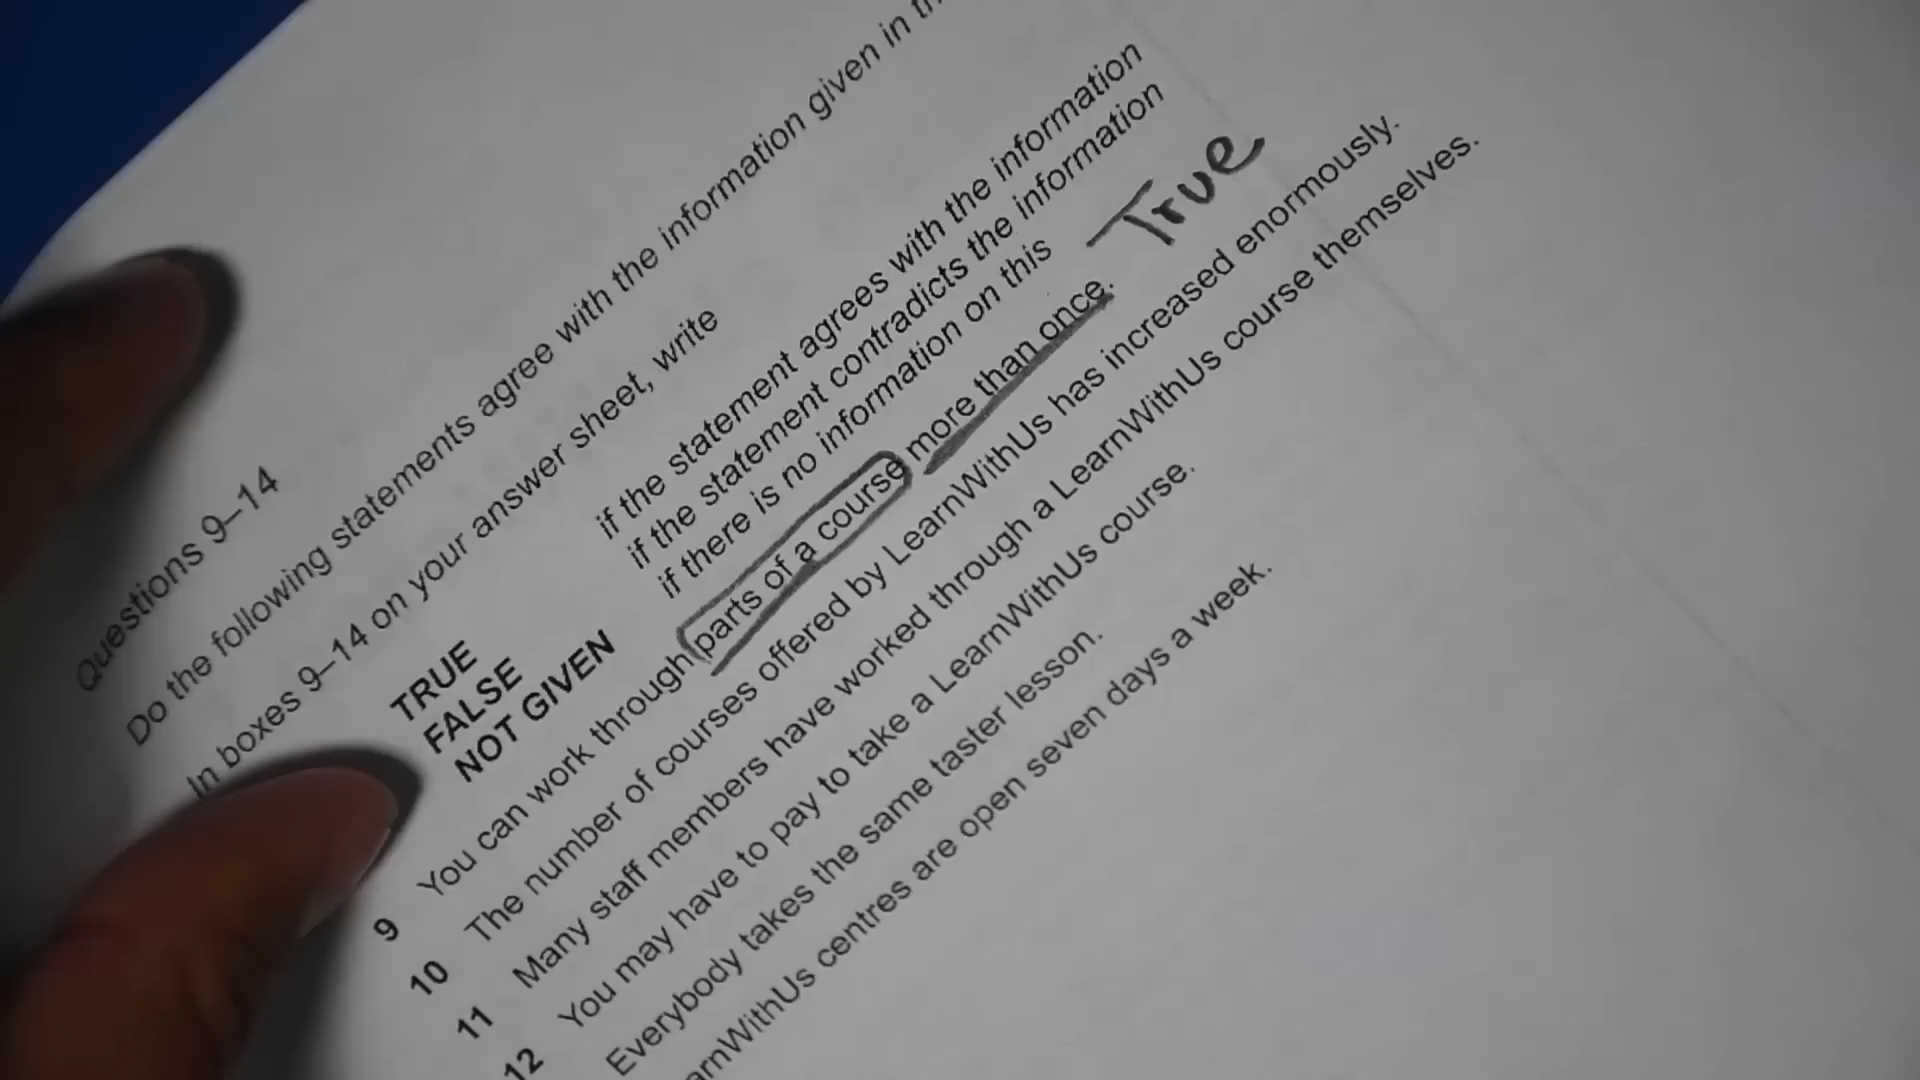 Questions 9–14
Do the following statements agree with the information given in
In boxes 9–14 on your answer sheet, write
TRUE if the statement agrees with the information
FALSE if the statement contradicts the information
NOT GIVEN if there is no information on this
True
9 You can work through parts of a course more than once.
10 The number of courses offered by LearnWithUs has increased enormously.
11 Many staff members have worked through a LearnWithUs course themselves.
12 You may have to pay to take a LearnWithUs course.
Everybody takes the same taster lesson.
arnWithUs centres are open seven days a week.